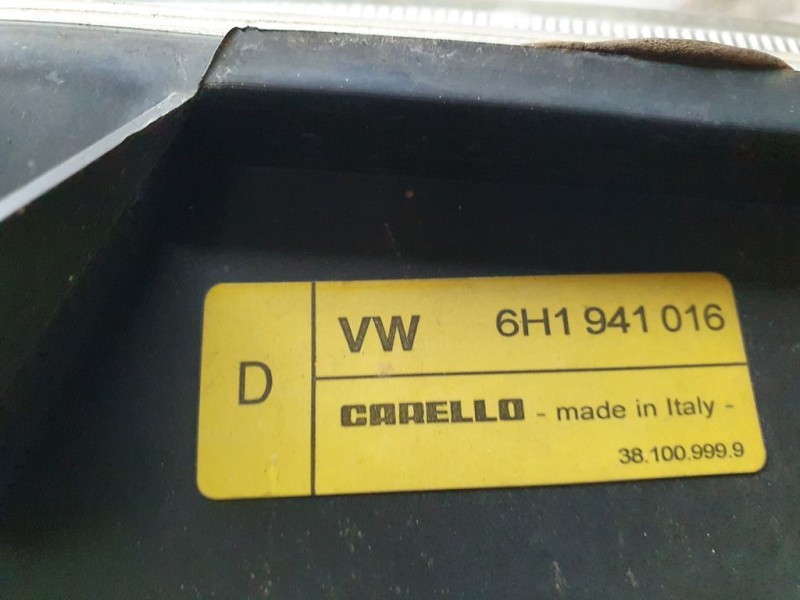 D
VW 6H1 941 016
CARELLO - made in Italy -
38.100.999.9